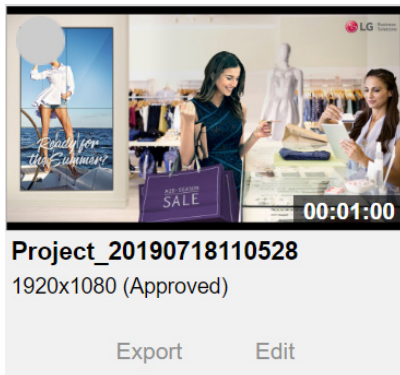 LG Business Solutions
Ready for
the Summer?
MID-SEASON
SALE
00:01:00
Project_20190718110528
1920x1080 (Approved)
Export Edit